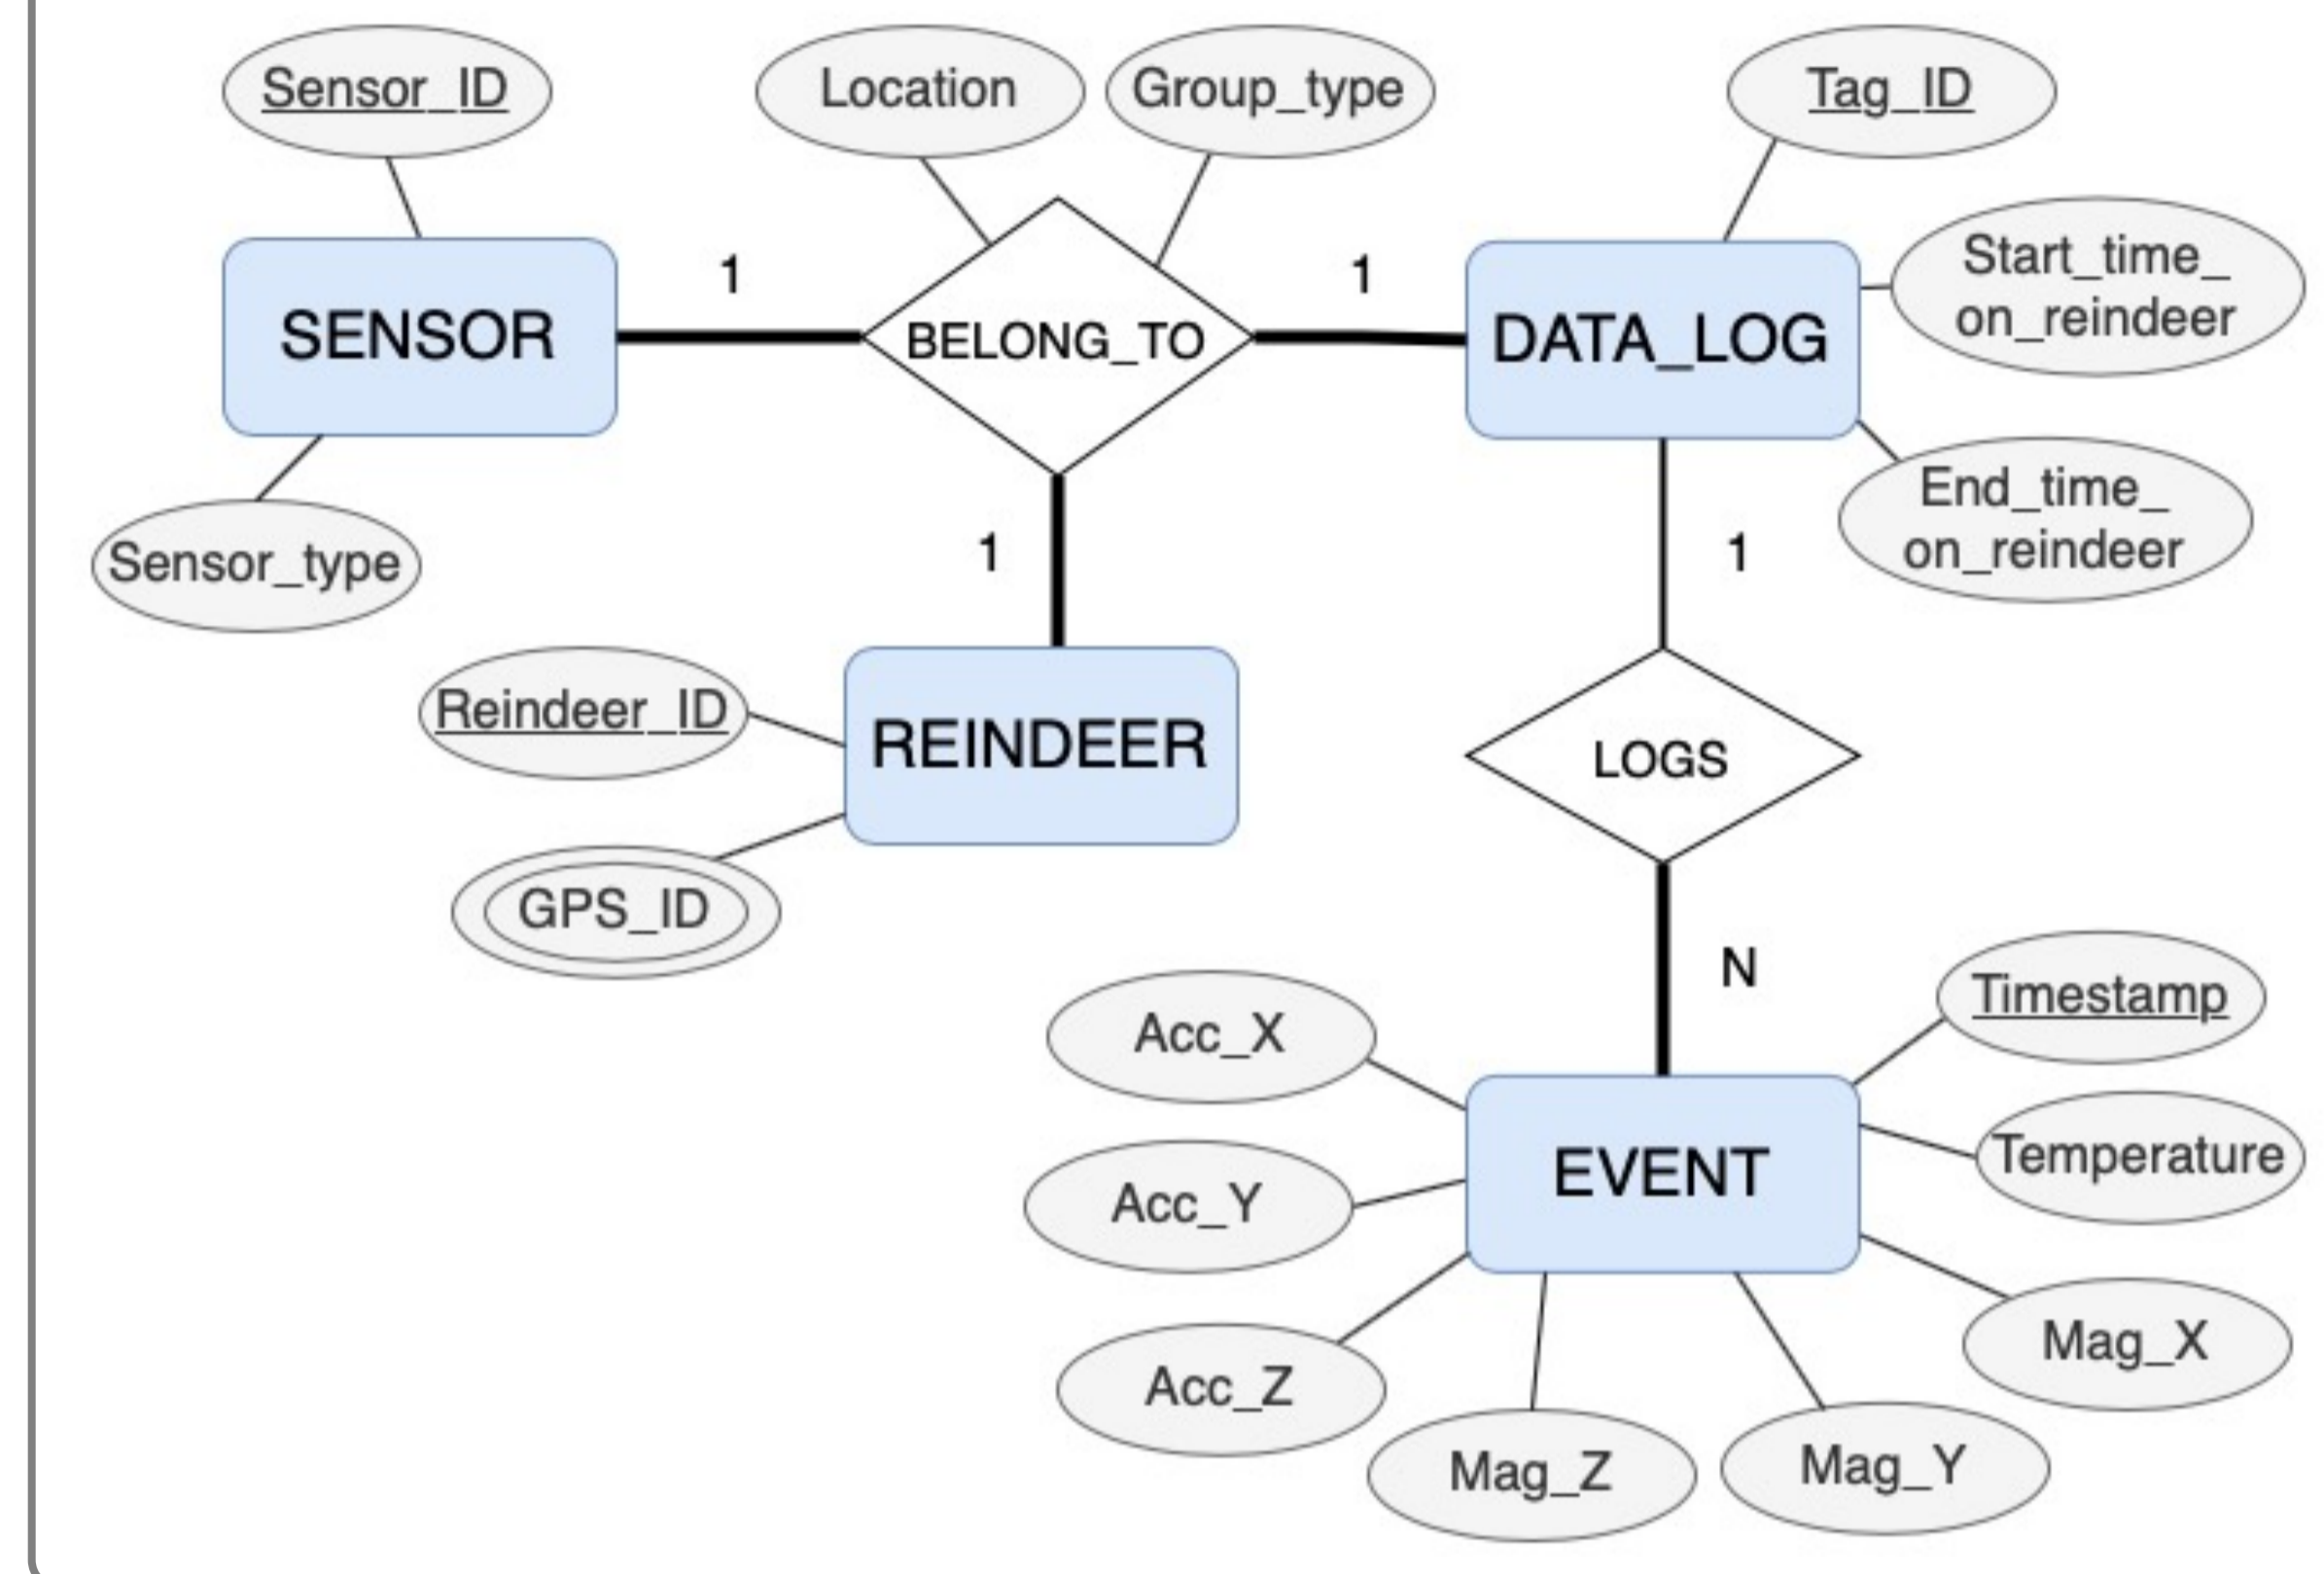 Sensor_ID
Location
Group_type
Tag_ID
SENSOR
1
BELONG_TO
1
DATA_LOG
Start_time_
on_reindeer
End_time_
on_reindeer
Sensor_type
1
1
Reindeer_ID
REINDEER
LOGS
GPS_ID
N
Timestamp
Acc_X
Temperature
Acc_Y
EVENT
Mag_X
Acc_Z
Mag_Z
Mag_Y